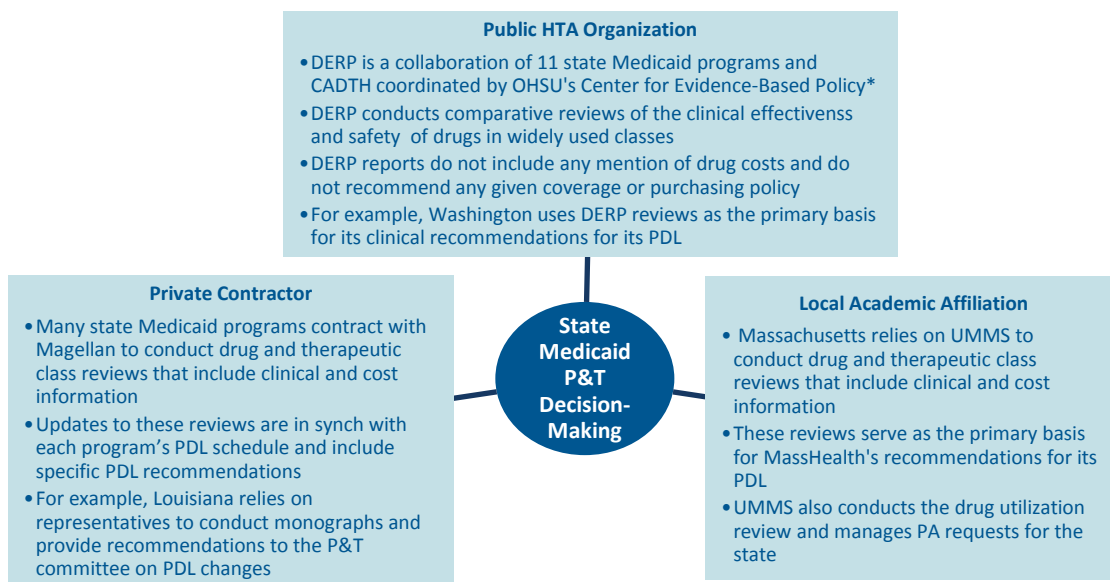 Public HTA Organization
•DERP is a collaboration of 11 state Medicaid programs and
CADTH coordinated by OHSU's Center for Evidence-Based Policy*
•DERP conducts comparative reviews of the clinical effectivenss
and safety of drugs in widely used classes
•DERP reports do not include any mention of drug costs and do
not recommend any given coverage or purchasing policy
•For example, Washington uses DERP reviews as the primary basis
for its clinical recommendations for its PDL
Private Contractor
•Many state Medicaid programs contract with
Magellan to conduct drug and therapeutic
class reviews that include clinical and cost
information
•Updates to these reviews are in synch with
each program’s PDL schedule and include
specific PDL recommendations
•For example, Louisiana relies on
representatives to conduct monographs and
provide recommendations to the P&T
committee on PDL changes
State
Medicaid
P&T
Decision-
Making
Local Academic Affiliation
• Massachusetts relies on UMMS to
conduct drug and therapeutic class
reviews that include clinical and cost
information
•These reviews serve as the primary basis
for MassHealth's recommendations for its
PDL
•UMMS also conducts the drug utilization
review and manages PA requests for the
state